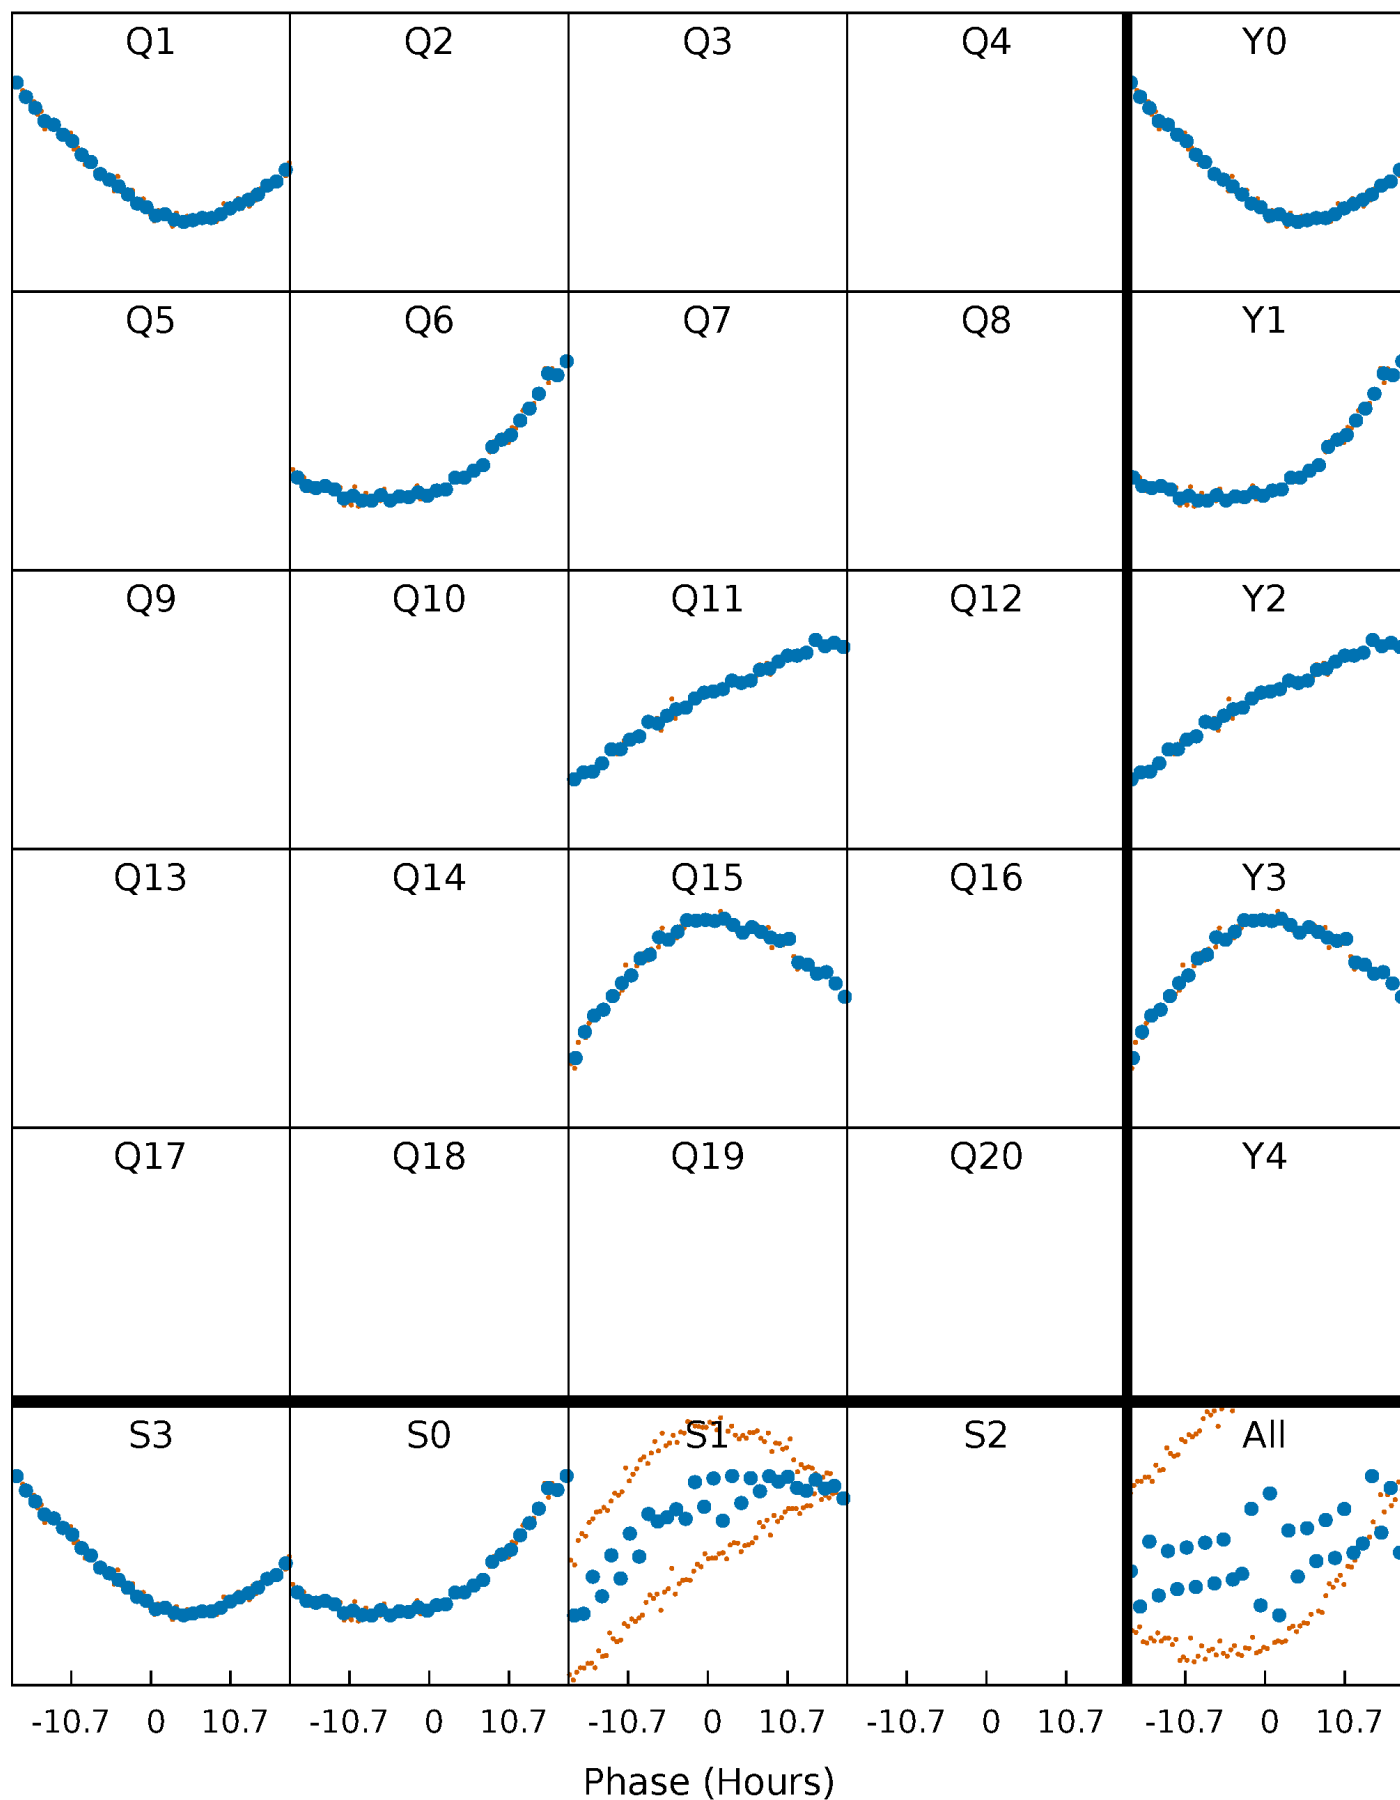 Q1 Q2 Q3 Q4 Y0
Q5 Q6 Q7 Q8 Y1
Q9 Q10 Q11 Q12 Y2
Q13 Q14 Q15 Q16 Y3
Q17 Q18 Q19 Q20 Y4
S3 S0 S1 S2 All
-10.7 0 10.7 -10.7 0 10.7 -10.7 0 10.7 -10.7 0 10.7 -10.7 0 10.7
Phase (Hours)